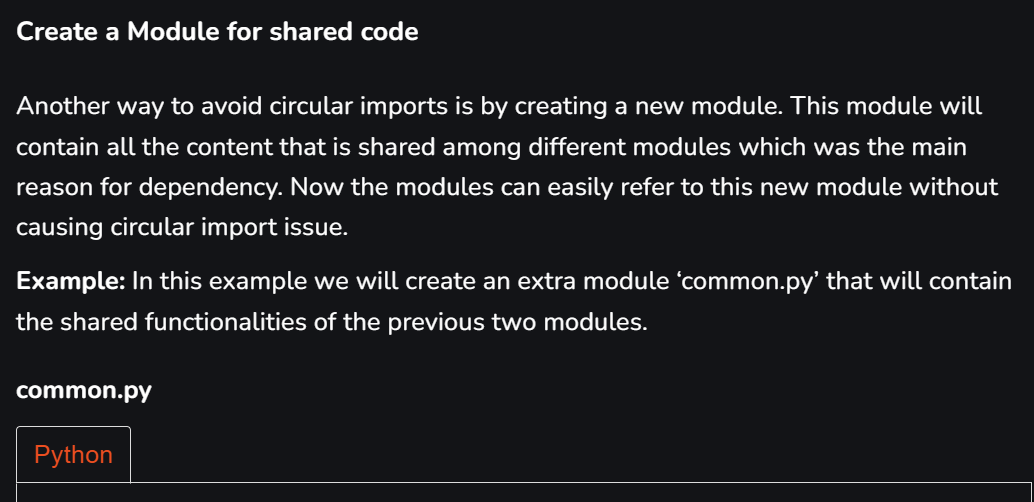 Create a Module for shared code
Another way to avoid circular imports is by creating a new module. This module will
contain all the content that is shared among different modules which was the main
reason for dependency. Now the modules can easily refer to this new module without
causing circular import issue.
Example: In this example we will create an extra module ‘common.py’ that will contain
the shared functionalities of the previous two modules.
common.py
Python